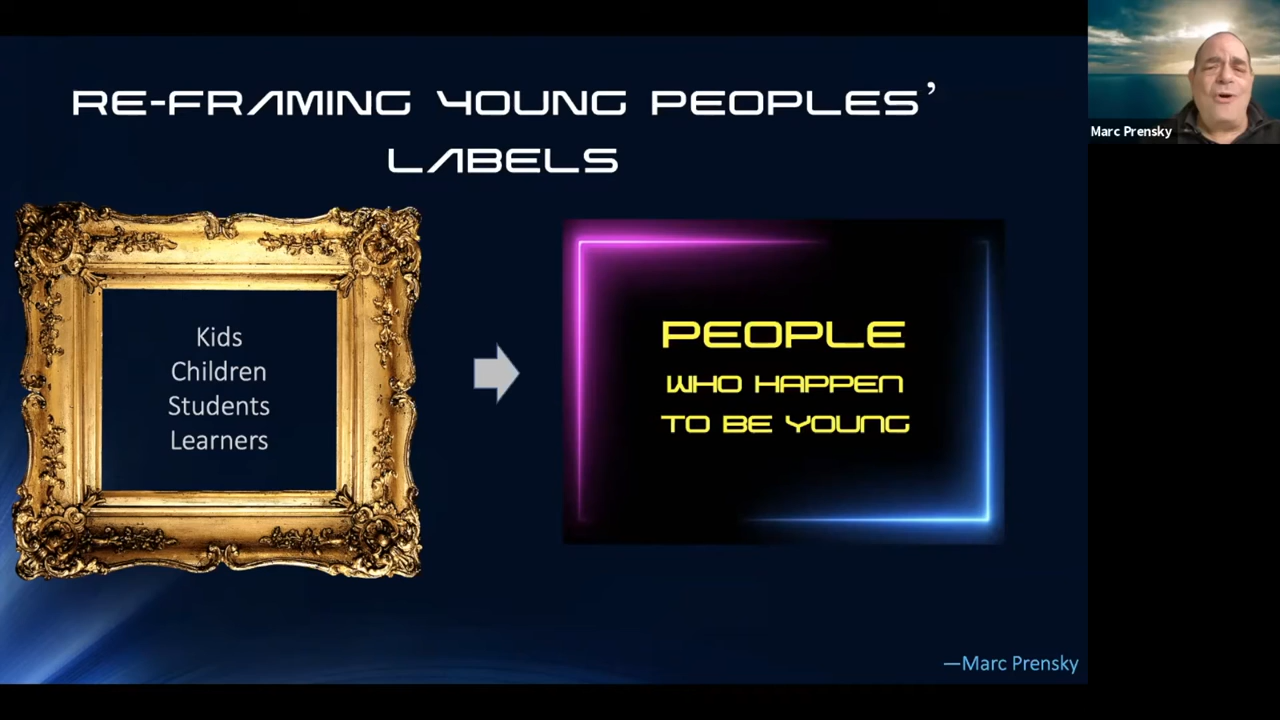 RE-FRAMING YOUNG PEOPLES’
LABELS
Kids
Children
Students
Learners
PEOPLE
WHO HAPPEN
TO BE YOUNG
—Marc Prensky
Marc Prensky